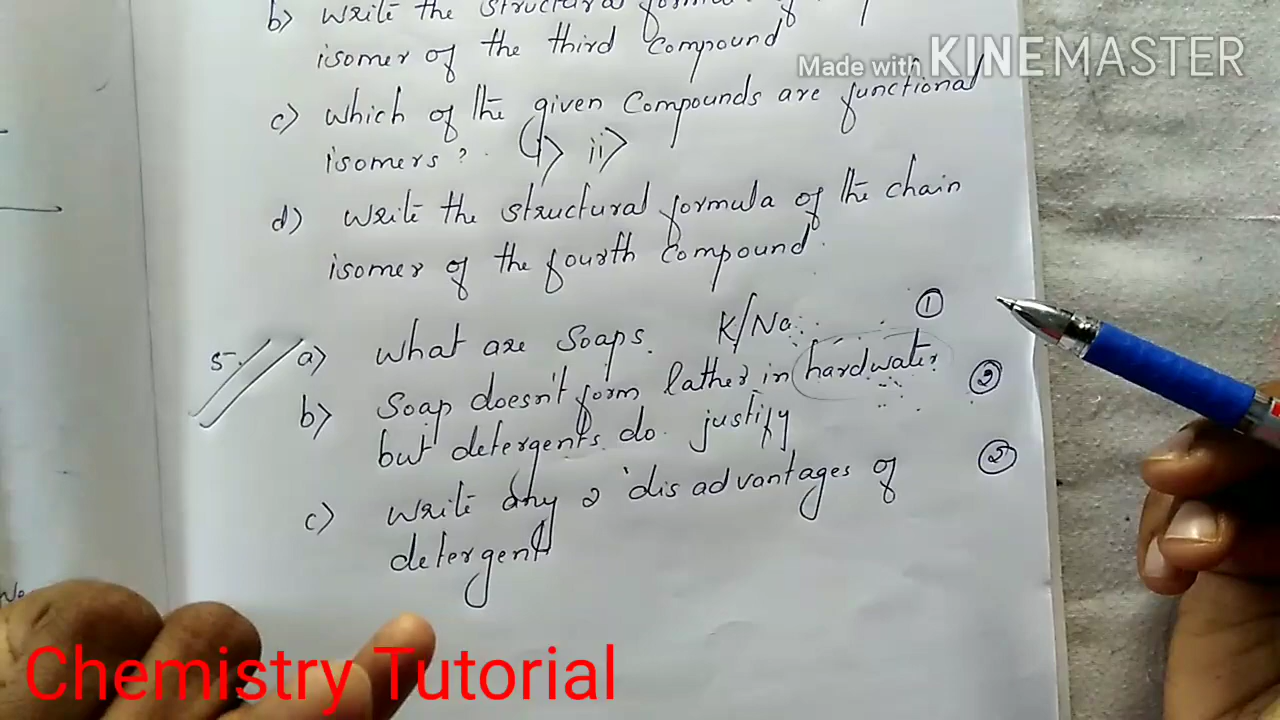 b) Write the structural formula of
isomer of the third Compound
Made with KINEMASTER
c) which of the given Compounds are functional
isomers? i) ii)
d) Write the structural formula of the chain
isomer of the fourth compound.
5. a) What are Soaps. K/Na ①
b) Soap doesn't form lather in hardwater ②
but detergents do. justify
c) Write any 2 disadvantages of ②
detergent
Chemistry Tutorial